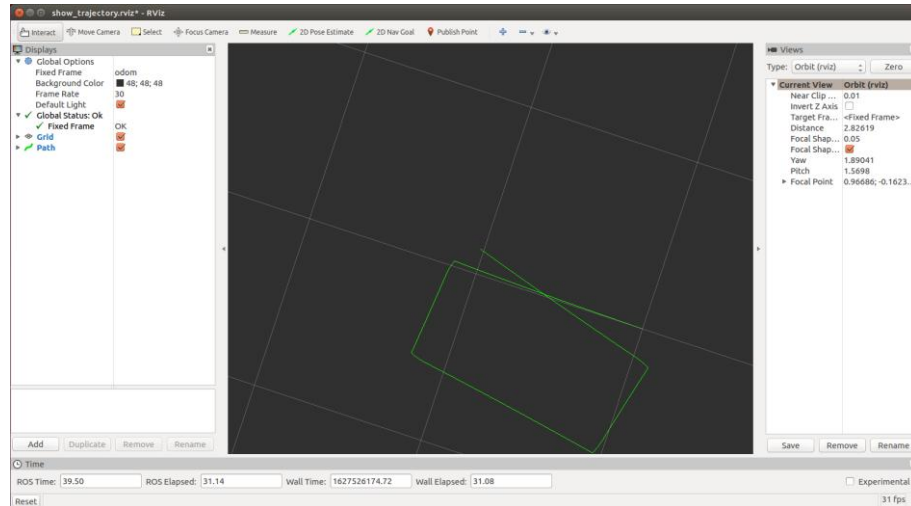 show_trajectory.rviz* - RViz
Interact Move Camera Select Focus Camera Measure 2D Pose Estimate 2D Nav Goal Publish Point
Displays
Global Options
Fixed Frame odom
Background Color 48; 48; 48
Frame Rate 30
Default Light
Global Status: Ok
Fixed Frame OK
Grid
Path
Add Duplicate Remove Rename
Views
Type: Orbit (rviz) Zero
Current View Orbit (rviz)
Near Clip ... 0.01
Invert Z Axis
Target Fra... <Fixed Frame>
Distance 2.82619
Focal Shap... 0.05
Focal Shap...
Yaw 1.89041
Pitch 1.5698
Focal Point 0.96686; -0.1623...
Save Remove Rename
Time
ROS Time: 39.50 ROS Elapsed: 31.14 Wall Time: 1627526174.72 Wall Elapsed: 31.08 Experimental
Reset 31 fps